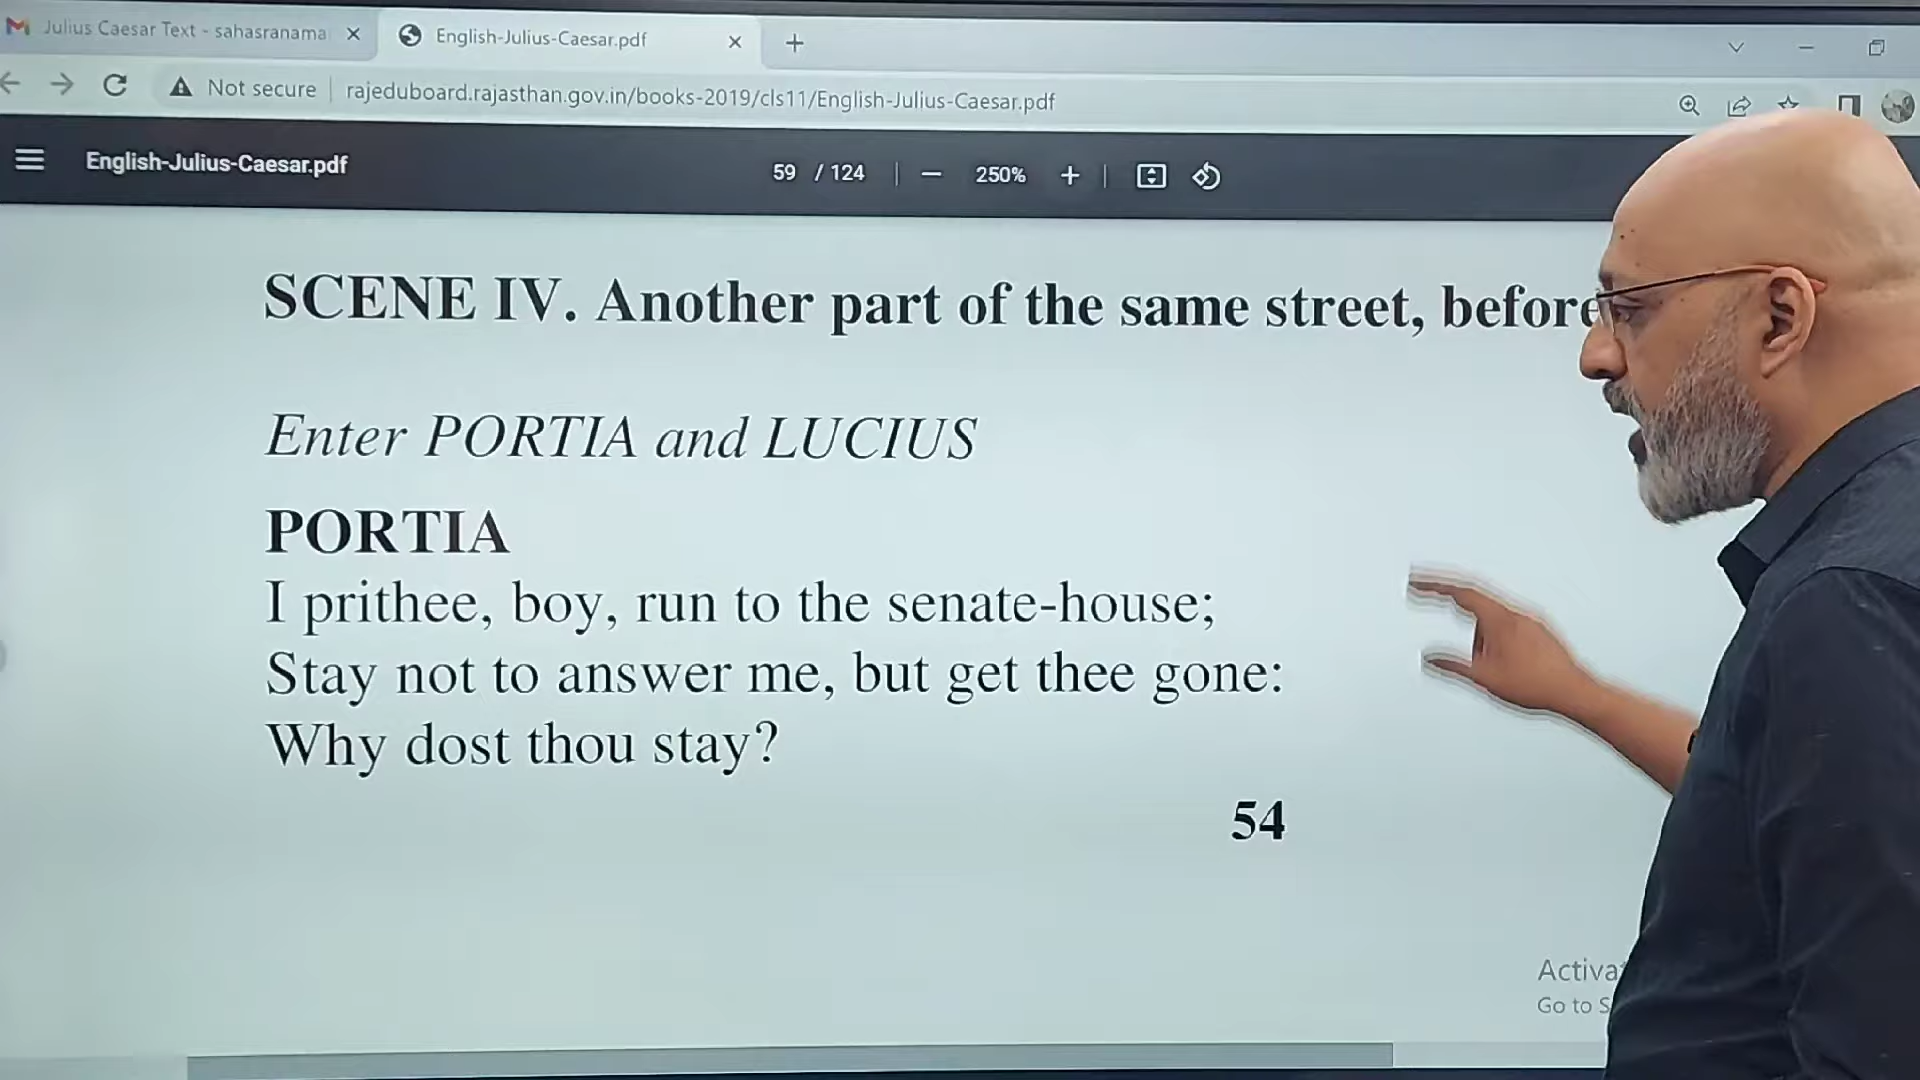 Julius Caesar Text - sahasranama
English-Julius-Caesar.pdf
Not secure
rajeduboard.rajasthan.gov.in/books-2019/cls11/English-Julius-Caesar.pdf
English-Julius-Caesar.pdf
59 / 124
250%
SCENE IV. Another part of the same street, before
Enter PORTIA and LUCIUS
PORTIA
I prithee, boy, run to the senate-house;
Stay not to answer me, but get thee gone:
Why dost thou stay?
54
Go to